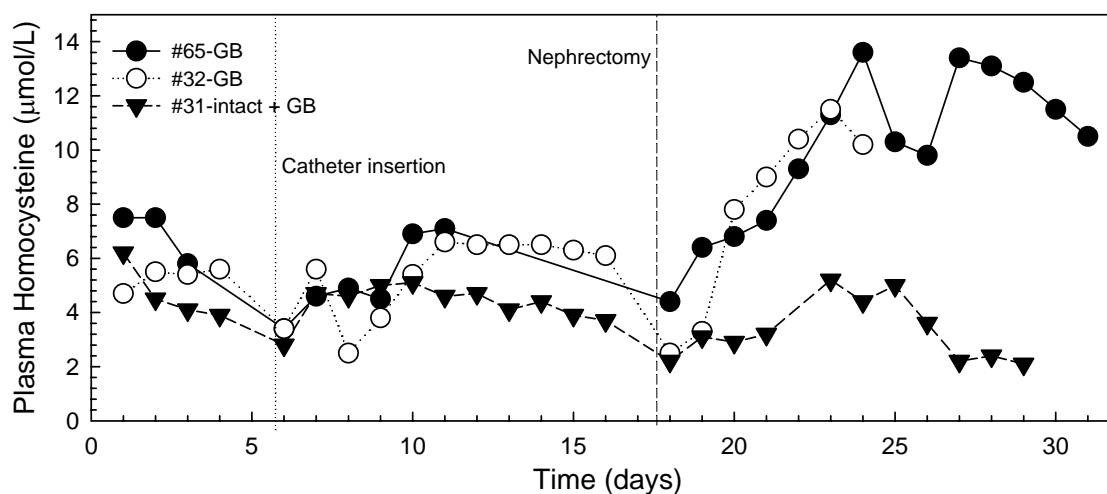 14
12
10
8
6
4
2
0
Plasma Homocysteine (μmol/L)
#65-GB
#32-GB
#31-intact + GB
Catheter insertion
Nephrectomy
0 5 10 15 20 25 30
Time (days)